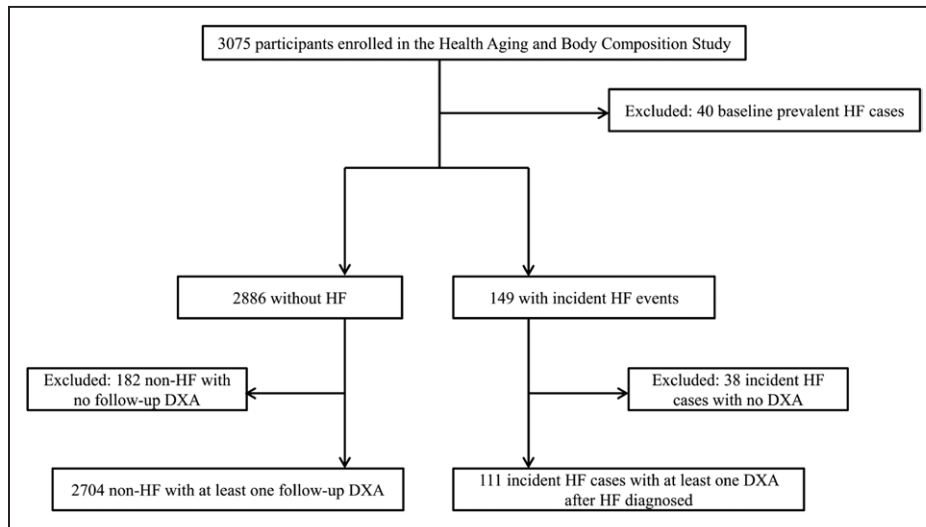 3075 participants enrolled in the Health Aging and Body Composition Study
Excluded: 40 baseline prevalent HF cases
2886 without HF
149 with incident HF events
Excluded: 182 non-HF with
no follow-up DXA
Excluded: 38 incident HF
cases with no DXA
2704 non-HF with at least one follow-up DXA
111 incident HF cases with at least one DXA
after HF diagnosed